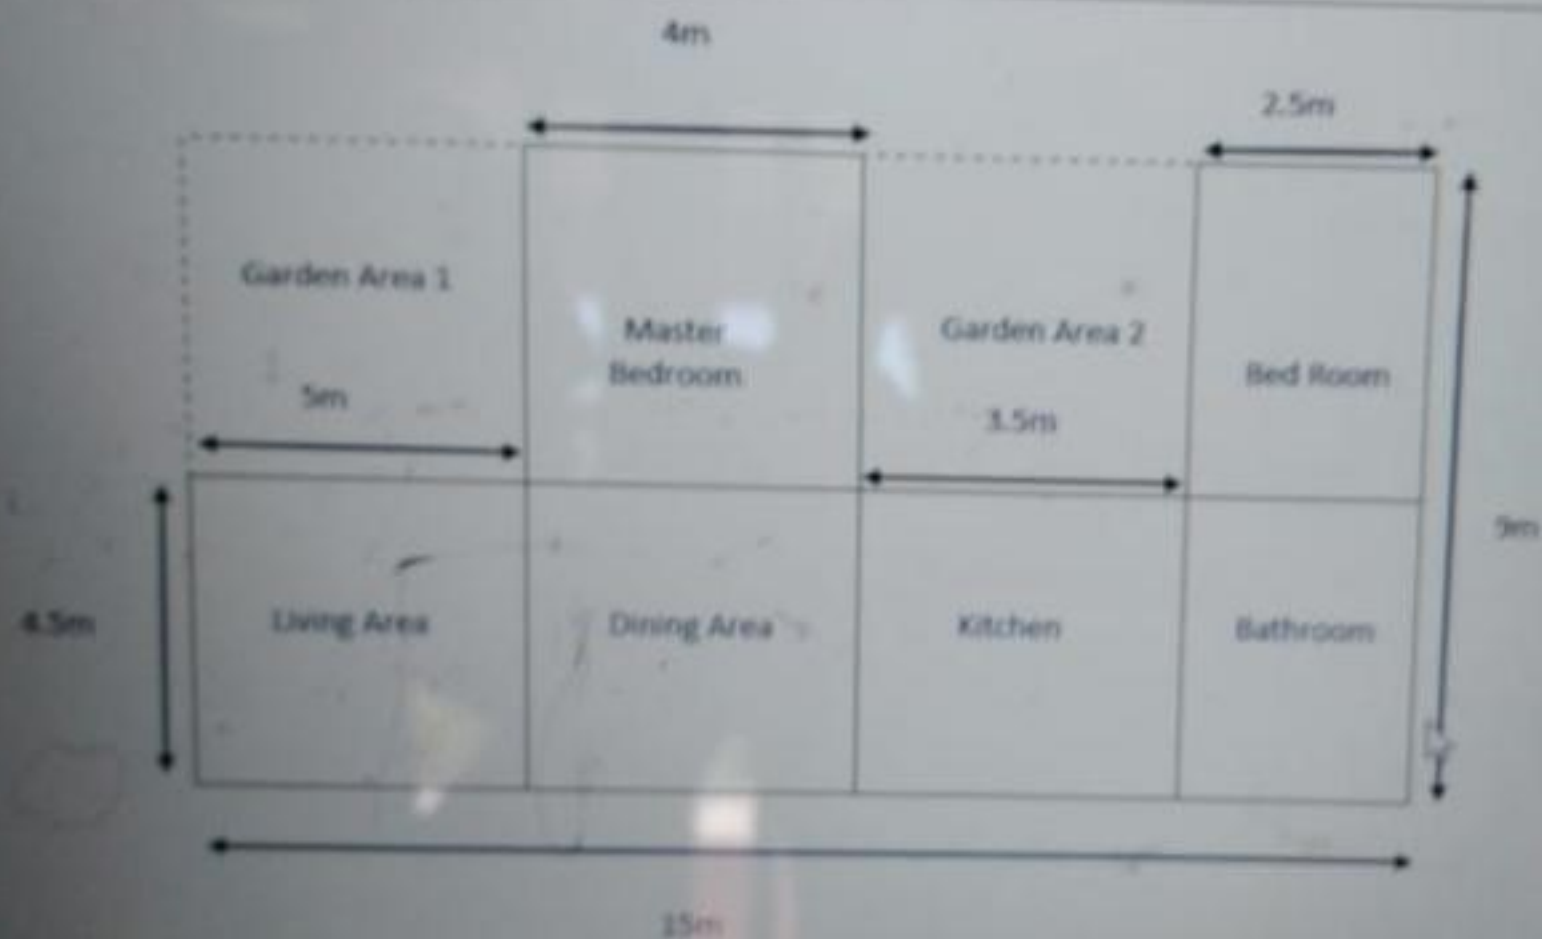 4m
2.5m
Garden Area 1
Master
Bedroom
Garden Area 2
Bed Room
5m
3.5m
9m
4.5m
Living Area
Dining Area
Kitchen
Bathroom
15m